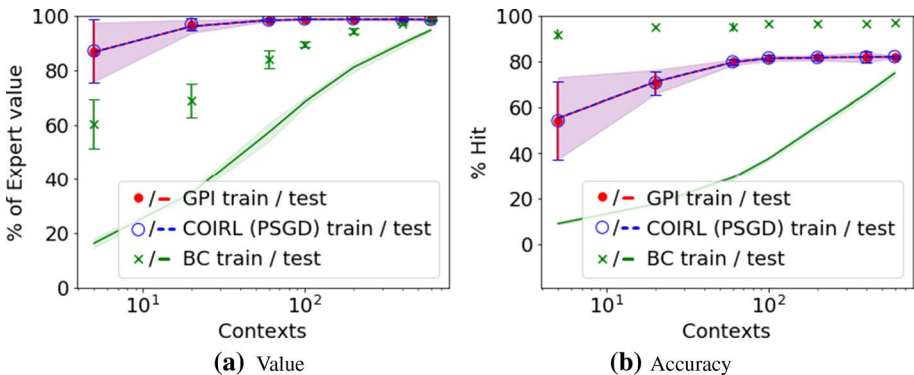 100
80
60
40
20
0
% of Expert value
GPI train / test
COIRL (PSGD) train / test
BC train / test
10¹
10²
Contexts
(a) Value
100
80
60
40
20
0
% Hit
GPI train / test
COIRL (PSGD) train / test
BC train / test
10¹
10²
Contexts
(b) Accuracy